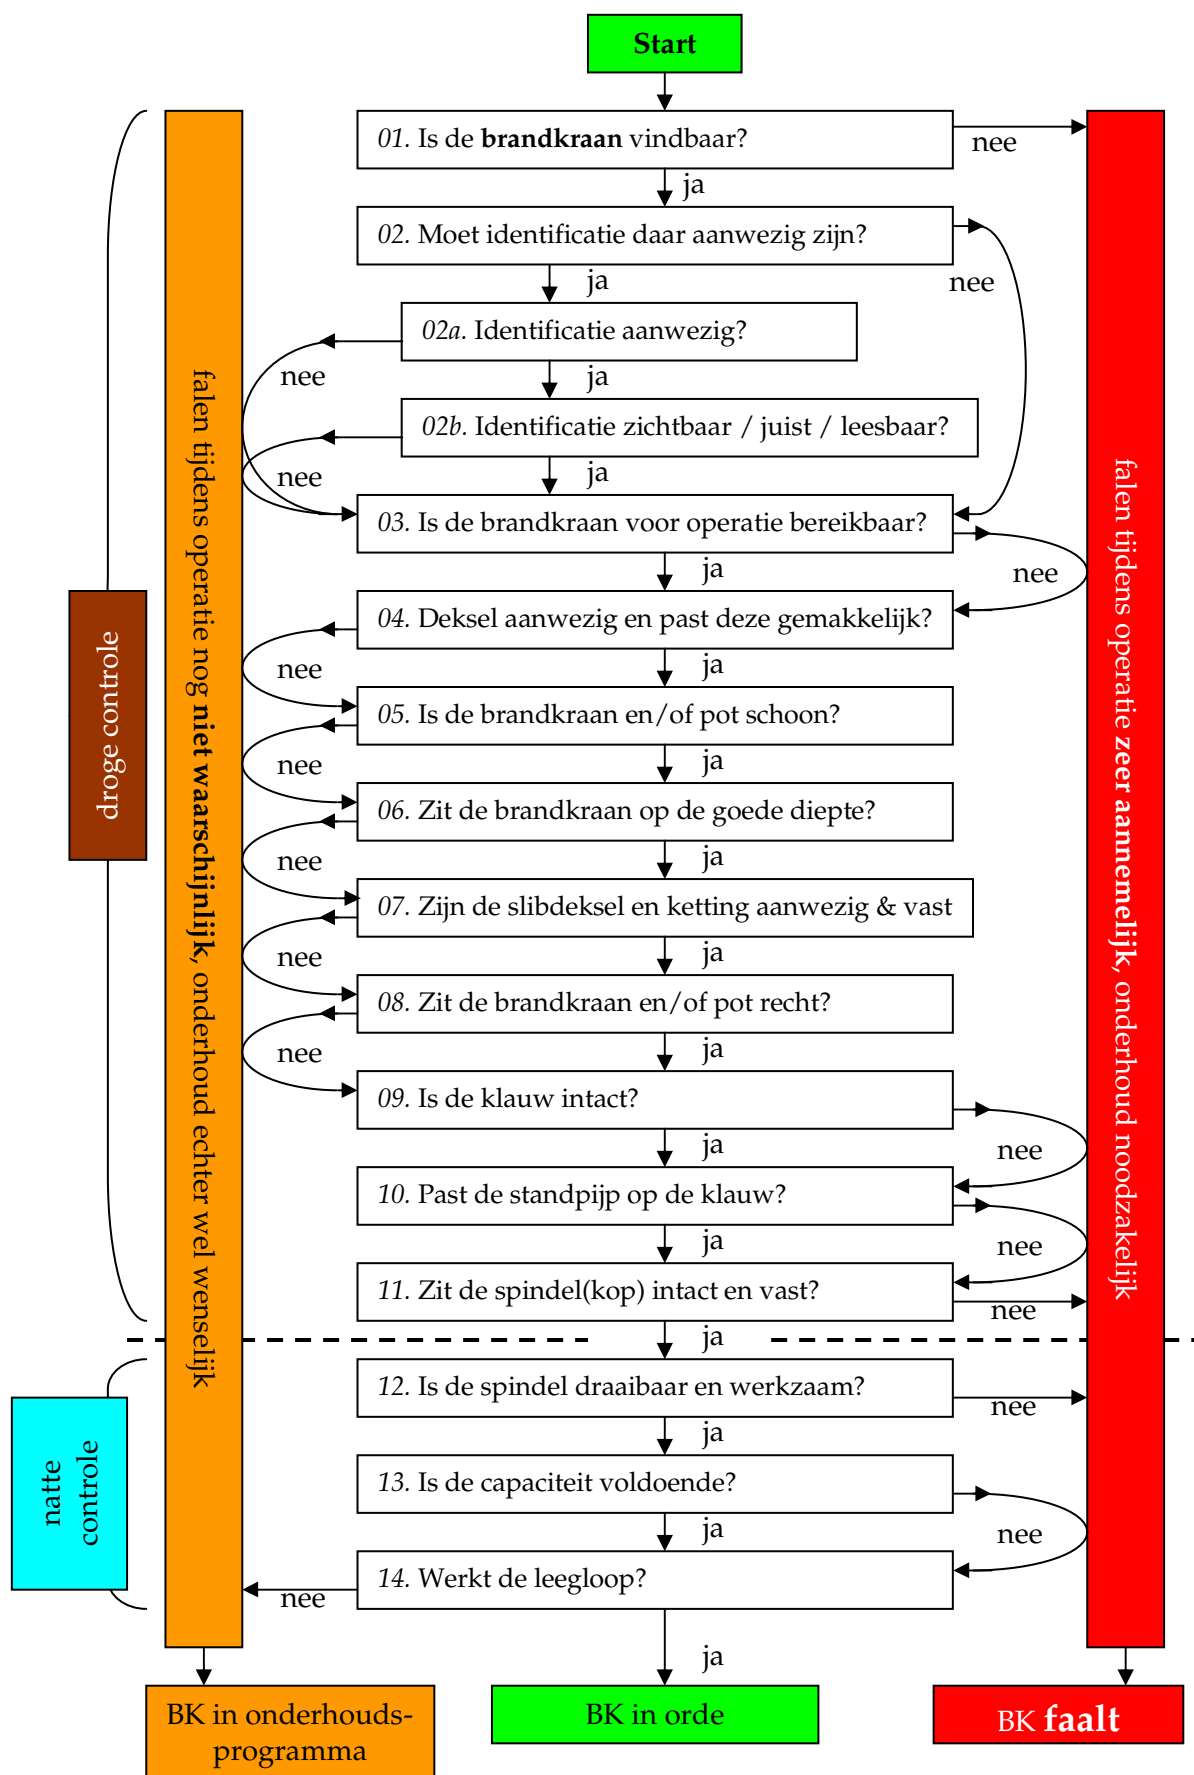 Start
01. Is de brandkraan vindbaar?
nee
ja
02. Moet identificatie daar aanwezig zijn?
nee
ja
02a. Identificatie aanwezig?
nee
ja
02b. Identificatie zichtbaar / juist / leesbaar?
nee
ja
03. Is de brandkraan voor operatie bereikbaar?
nee
ja
04. Deksel aanwezig en past deze gemakkelijk?
nee
ja
05. Is de brandkraan en/of pot schoon?
nee
ja
06. Zit de brandkraan op de goede diepte?
nee
ja
07. Zijn de slibdeksel en ketting aanwezig & vast
nee
ja
08. Zit de brandkraan en/of pot recht?
nee
ja
09. Is de klauw intact?
nee
ja
10. Past de standpijp op de klauw?
nee
ja
11. Zit de spindel(kop) intact en vast?
nee
ja
12. Is de spindel draaibaar en werkzaam?
nee
ja
13. Is de capaciteit voldoende?
nee
ja
14. Werkt de leegloop?
nee
ja
droge controle
natte
controle
falen tijdens operatie nog niet waarschijnlijk, onderhoud echter wel wenselijk
falen tijdens operatie zeer aannemelijk, onderhoud noodzakelijk
BK in onderhouds-
programma
BK in orde
BK faalt